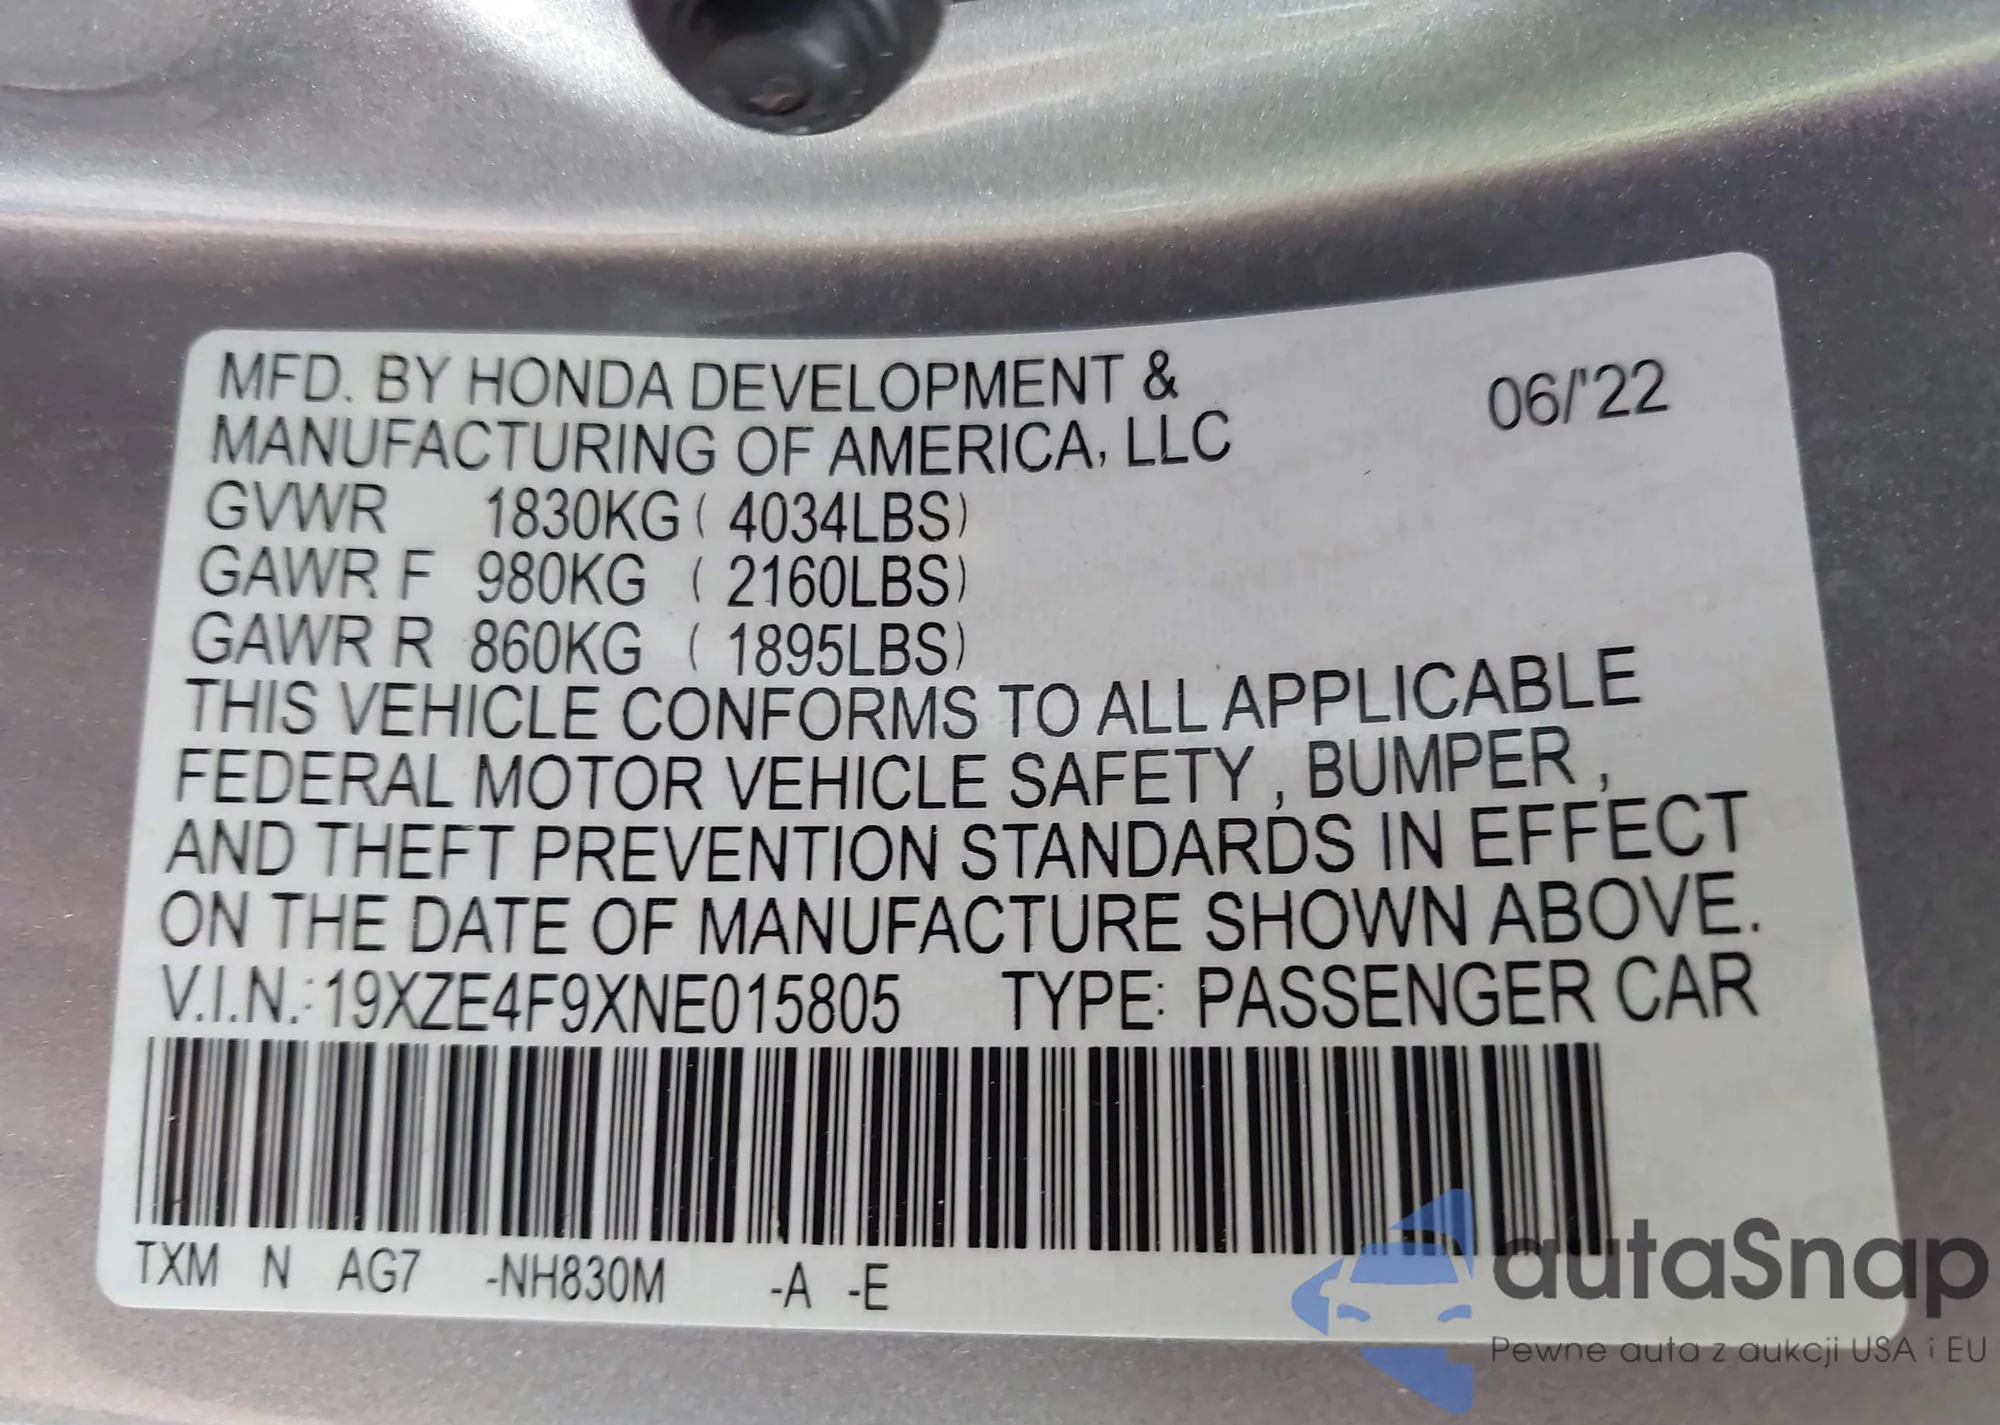 MFD. BY HONDA DEVELOPMENT & 06/'22
MANUFACTURING OF AMERICA, LLC
GVWR 1830KG ( 4034LBS)
GAWR F 980KG ( 2160LBS)
GAWR R 860KG ( 1895LBS)
THIS VEHICLE CONFORMS TO ALL APPLICABLE
FEDERAL MOTOR VEHICLE SAFETY , BUMPER ,
AND THEFT PREVENTION STANDARDS IN EFFECT
ON THE DATE OF MANUFACTURE SHOWN ABOVE.
V.I.N.: 19XZE4F9XNE015805 TYPE: PASSENGER CAR
TXM N AG7 -NH830M -A -E
autaSnap
Pewne auta z aukcji USA i EU